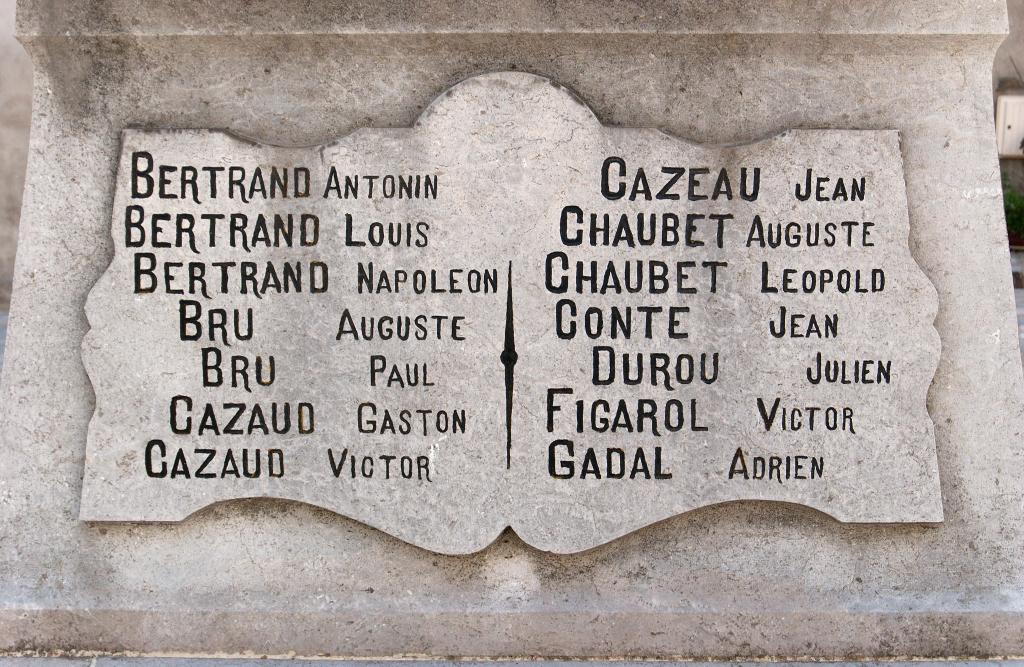 BERTRAND ANTONIN
BERTRAND LOUIS
BERTRAND NAPOLEON
BRU AUGUSTE
BRU PAUL
CAZAUD GASTON
CAZAUD VICTOR
CAZEAU JEAN
CHAUBET AUGUSTE
CHAUBET LEOPOLD
CONTE JEAN
DUROU JULIEN
FIGAROL VICTOR
GADAL ADRIEN